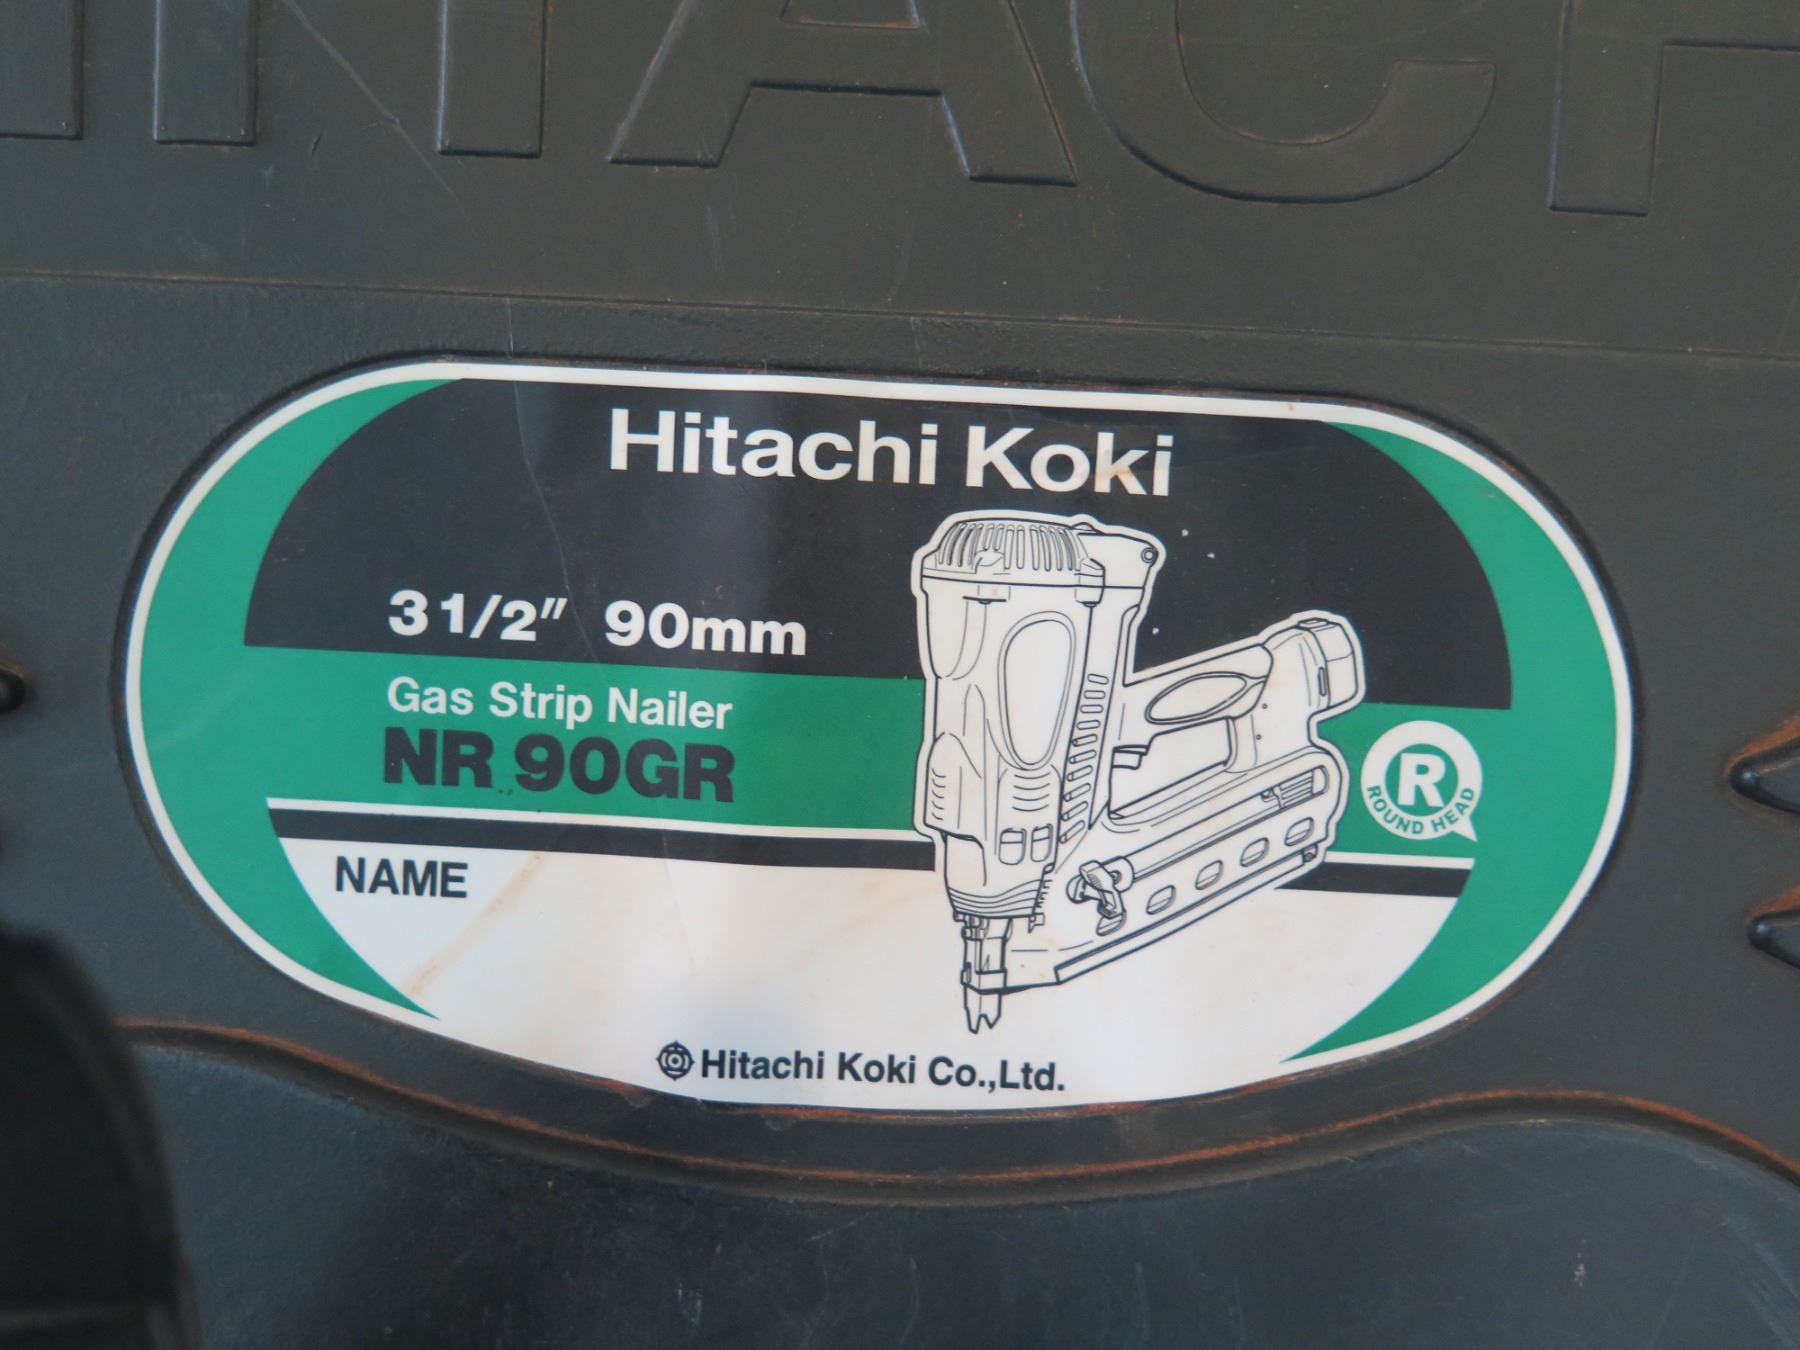 HITACH
Hitachi Koki
3 1/2" 90mm
Gas Strip Nailer
NR 90GR
R
ROUND HEAD
NAME
Hitachi Koki Co.,Ltd.